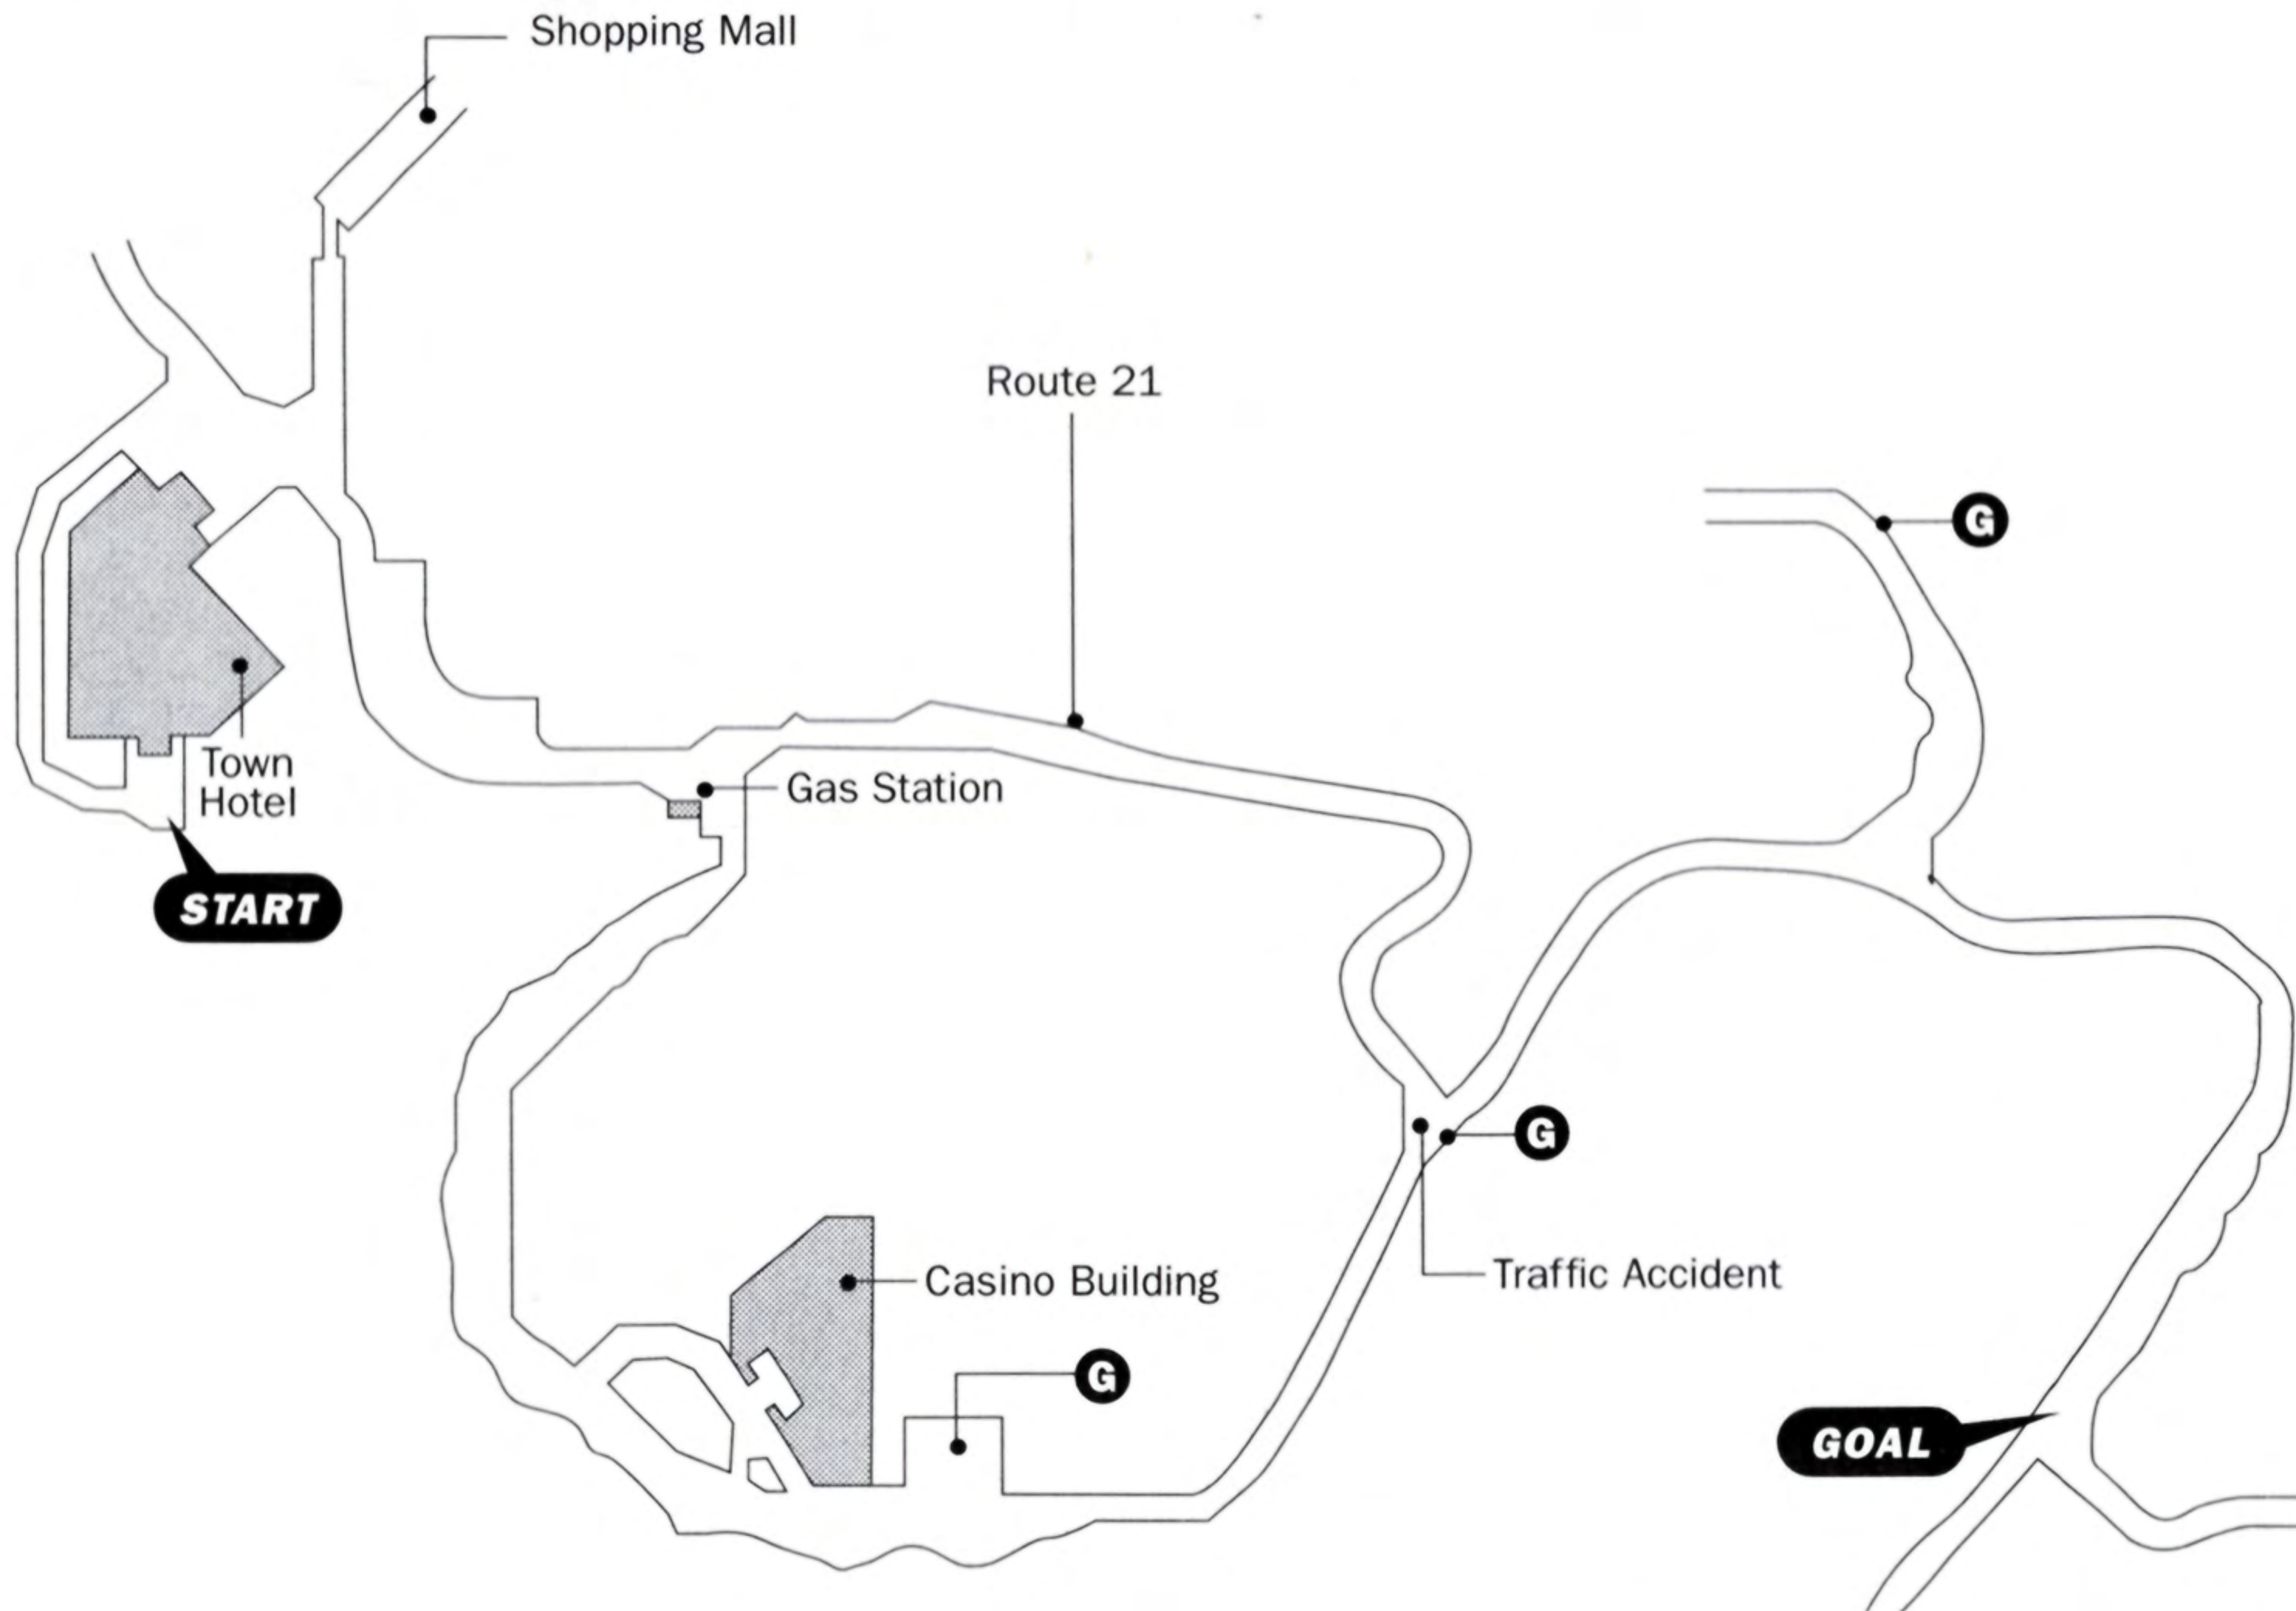 Shopping Mall
Route 21
G
Town
Hotel
Gas Station
START
G
Traffic Accident
Casino Building
G
GOAL